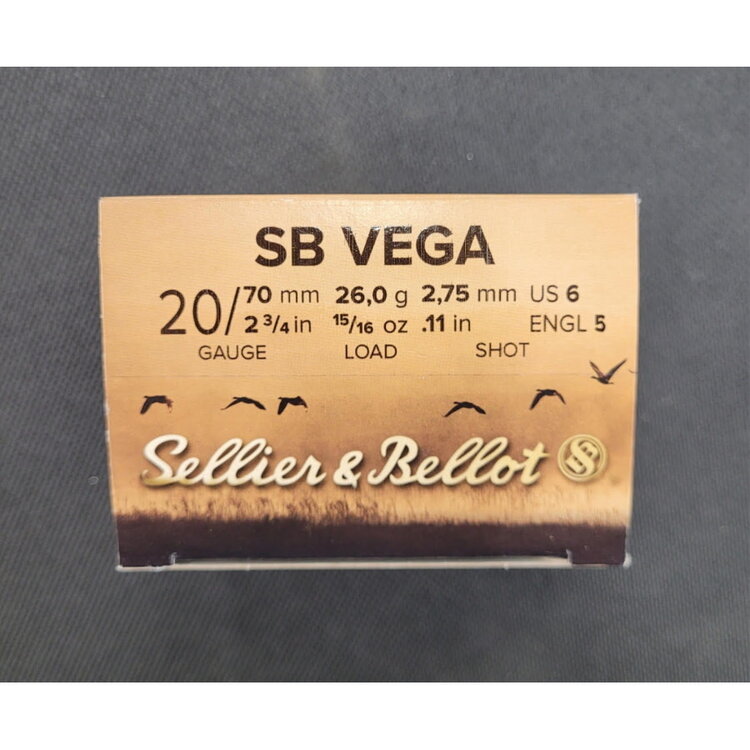 SB VEGA
20/ 70 mm 26,0 g 2,75 mm US 6
2 3/4 in 15/16 oz .11 in ENGL 5
GAUGE LOAD SHOT
Sellier & Bellot SB